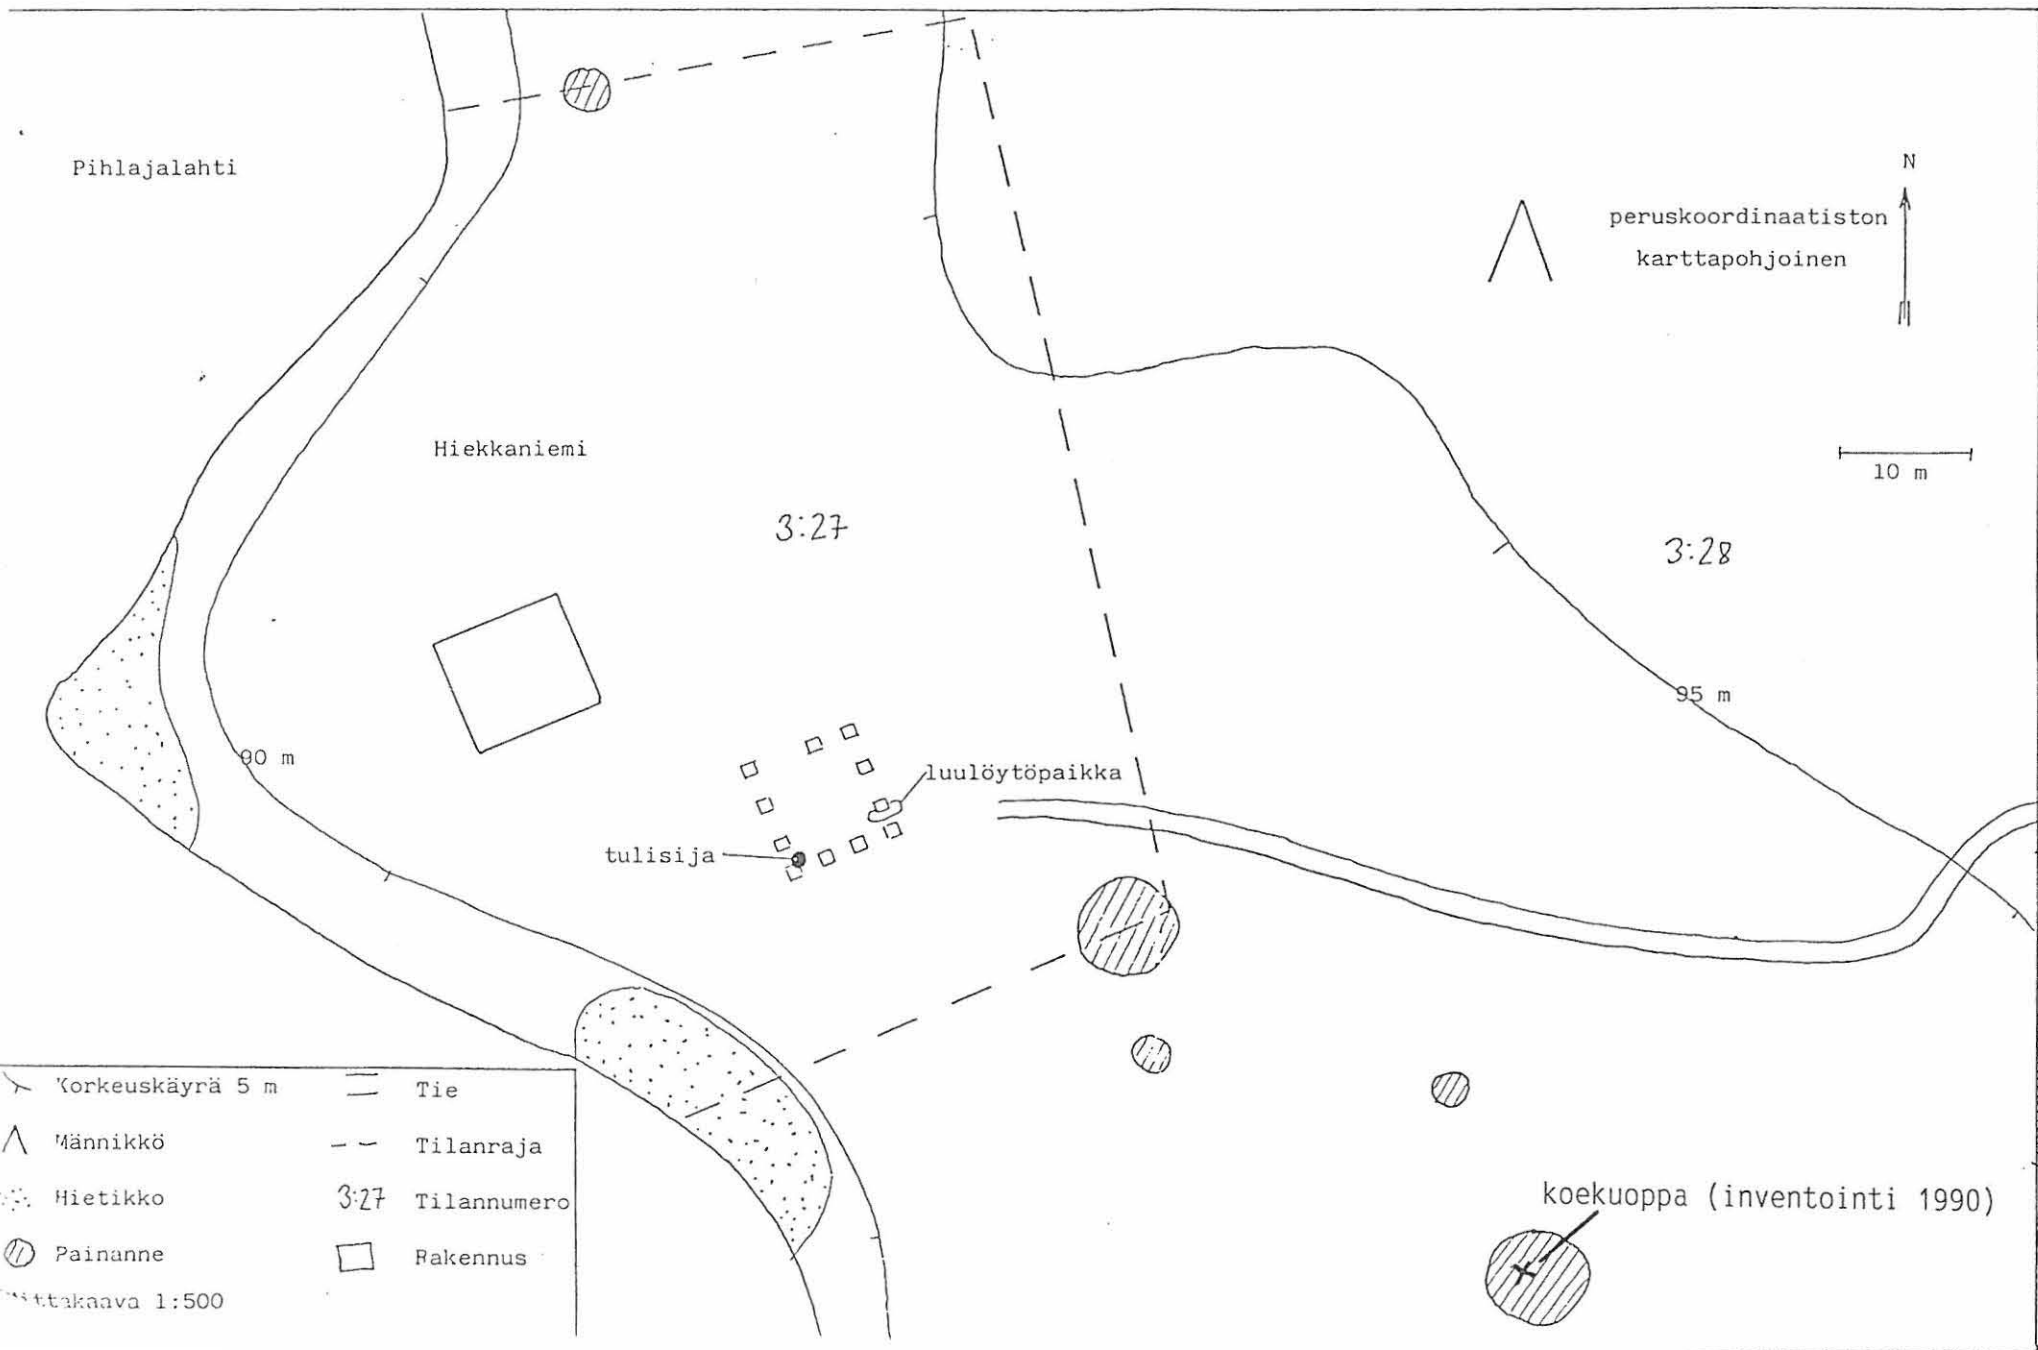 Pihlajalahti
N
peruskoordinaatiston
karttapohjoinen
Hiekkaniemi
10 m
3:27
3:28
95 m
90 m
luulöytöpaikka
tulisija
Korkeuskäyrä 5 m
Männikkö
Hietikko
Painanne
Mittakaava 1:500
Tie
Tilanraja
3:27 Tilannumero
Rakennus
koekuoppa (inventointi 1990)